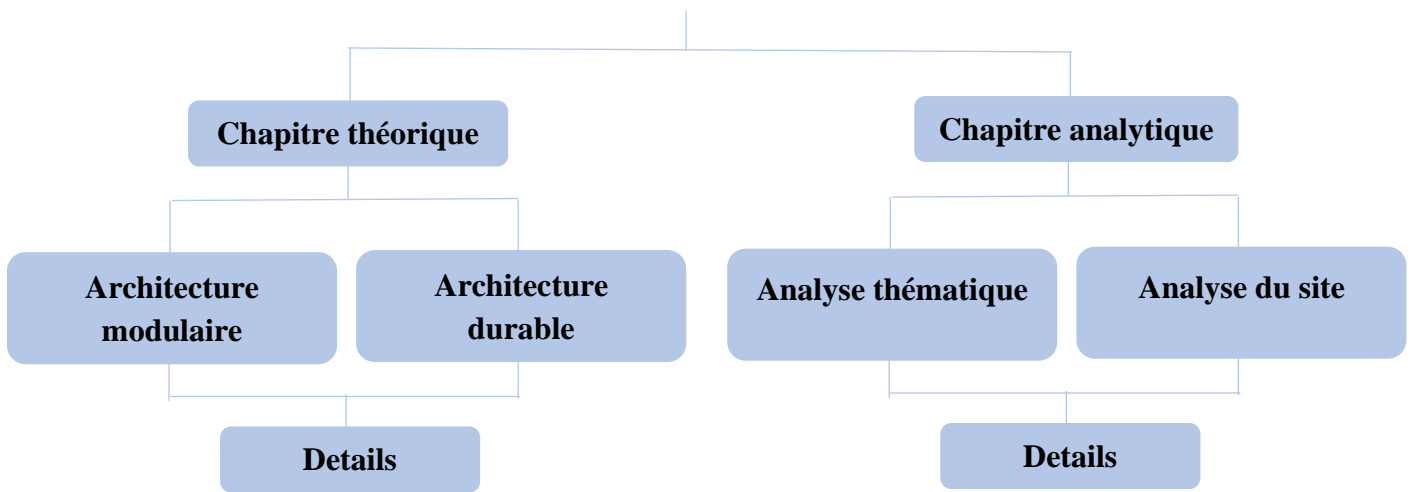 Chapitre théorique
Chapitre analytique
Architecture
modulaire
Architecture
durable
Analyse thématique
Analyse du site
Details
Details